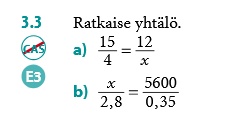 3.3 Ratkaise yhtälö.
CAS a) 15/4 = 12/x
E3
b) x/2,8 = 5600/0,35